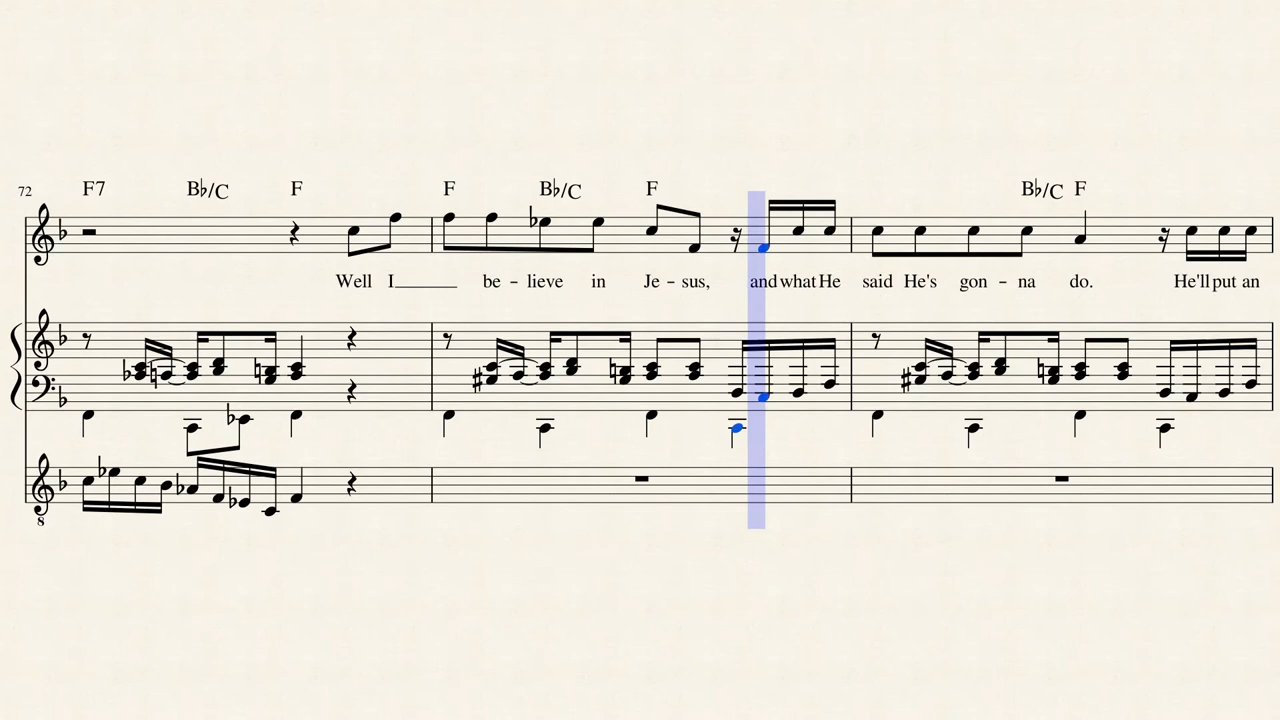 72 F7 B♭/C F F B♭/C F B♭/C F
Well I be - lieve in Je - sus, and what He said He's gon - na do. He'll put an
8